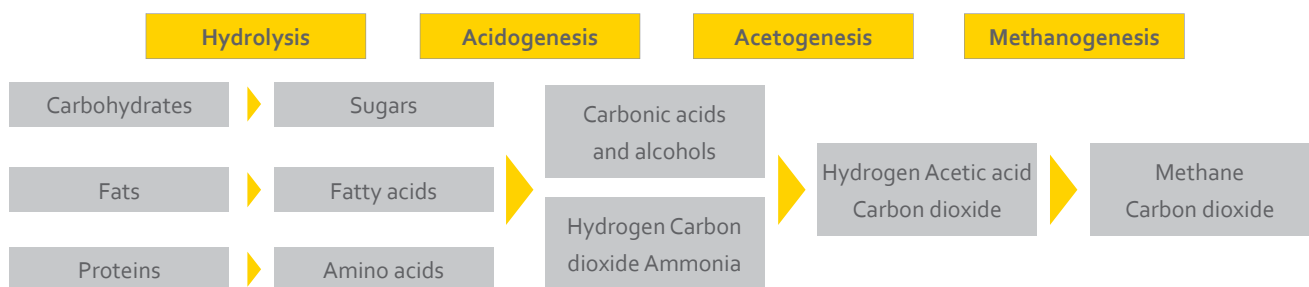 Hydrolysis
Acidogenesis
Acetogenesis
Methanogenesis
Carbohydrates
Sugars
Fats
Fatty acids
Proteins
Amino acids
Carbonic acids
and alcohols
Hydrogen Carbon
dioxide Ammonia
Hydrogen Acetic acid
Carbon dioxide
Methane
Carbon dioxide